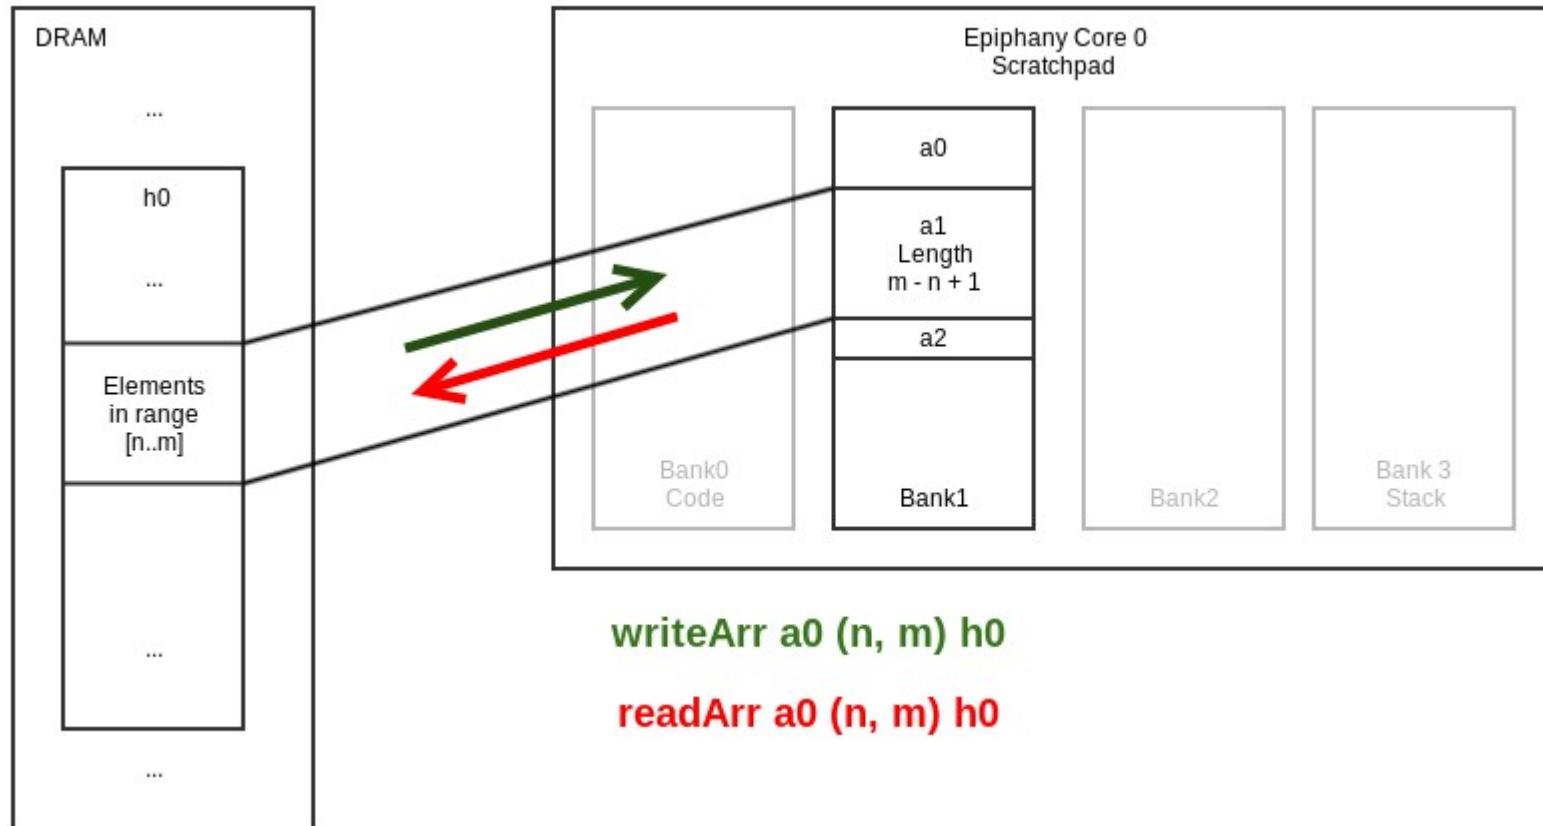 DRAM
...
h0
...
Elements
in range
[n..m]
...
...
Epiphany Core 0
Scratchpad
Bank0
Code
a0
a1
Length
m - n + 1
a2
Bank1
Bank2
Bank 3
Stack
writeArr a0 (n, m) h0
readArr a0 (n, m) h0